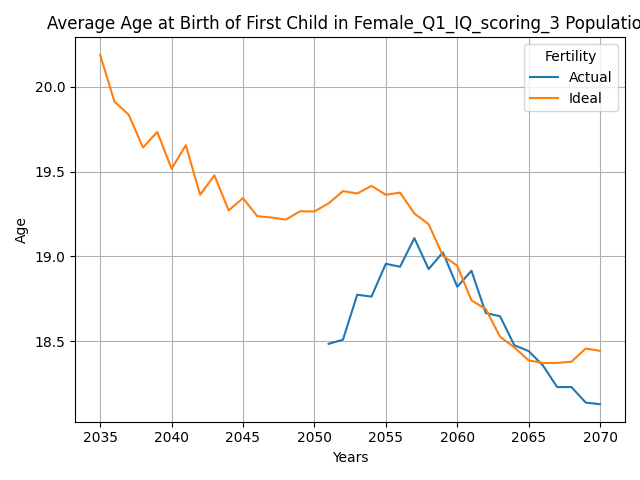 Average Age at Birth of First Child in Female_Q1_IQ_scoring_3 Populatio
Fertility
Actual
Ideal
Age
20.0
19.5
19.0
18.5
2035 2040 2045 2050 2055 2060 2065 2070
Years